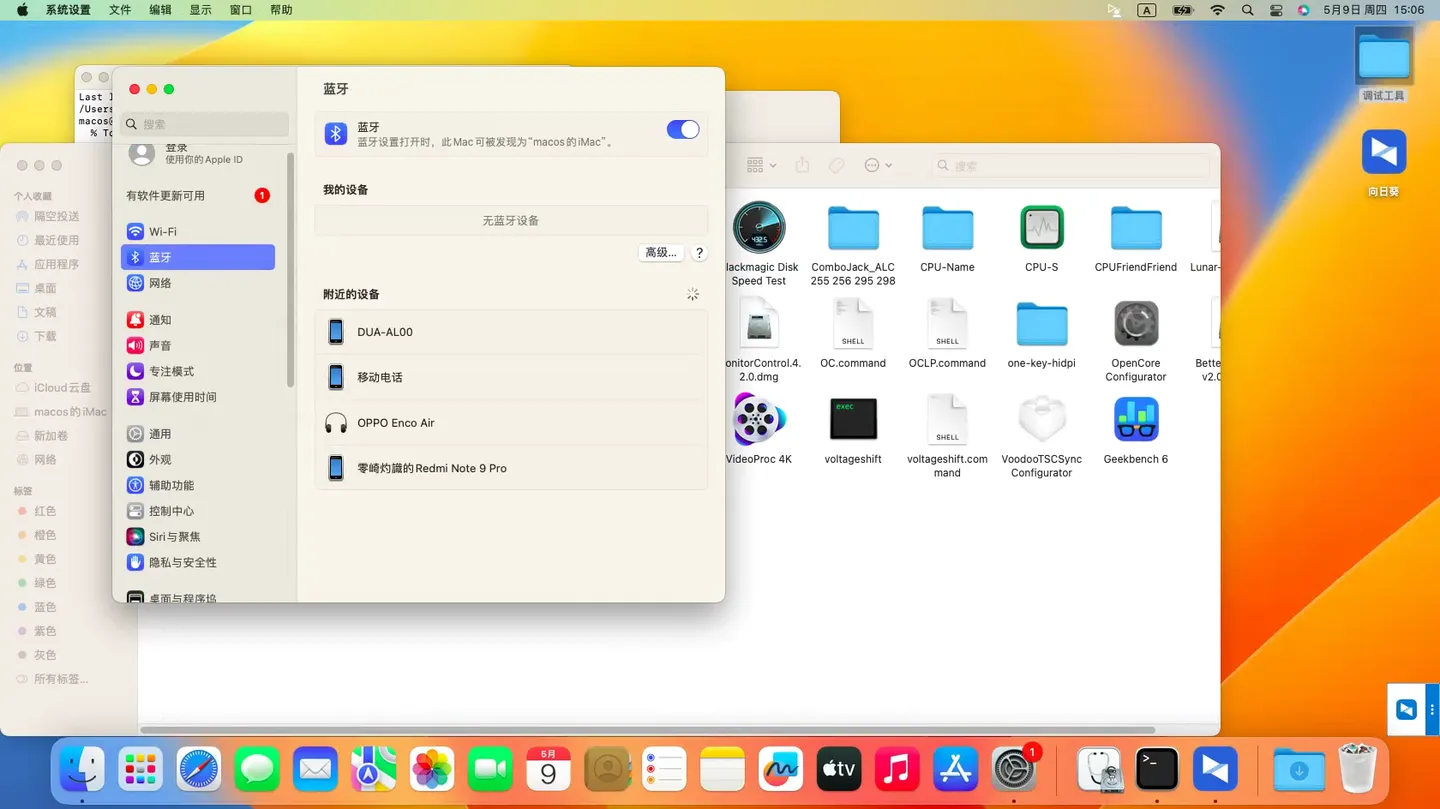 系统设置 文件 编辑 显示 窗口 帮助
A
5月9日 周四 15:06
调试工具
向日葵
/Users
macos@
搜索
登录
使用你的 Apple ID
有软件更新可用
1
Wi-Fi
蓝牙
网络
通知
声音
专注模式
屏幕使用时间
通用
外观
辅助功能
控制中心
Siri与聚焦
隐私与安全性
桌面与程序坞
蓝牙
蓝牙
蓝牙设置打开时，此 Mac 可被发现为“macos的iMac”。
我的设备
无蓝牙设备
高级...
?
附近的设备
DUA-AL00
移动电话
OPPO Enco Air
零崎灼識的Redmi Note 9 Pro
个人收藏
隔空投送
最近使用
应用程序
桌面
文稿
下载
位置
iCloud云盘
macos的iMac
新加卷
网络
标签
红色
橙色
黄色
绿色
蓝色
紫色
灰色
所有标签...
搜索
lackmagic Disk
Speed Test
ComboJack_ALC
255 256 295 298
CPU-Name
CPU-S
CPUFriendFriend
Lunar-
onitorControl.4.
2.0.dmg
SHELL
OC.command
SHELL
OCLP.command
one-key-hidpi
OpenCore
Configurator
Bette
v2.0
VideoProc 4K
exec
voltageshift
SHELL
voltageshift.com
mand
VoodooTSCSync
Configurator
Geekbench 6
5月
9
tv
1